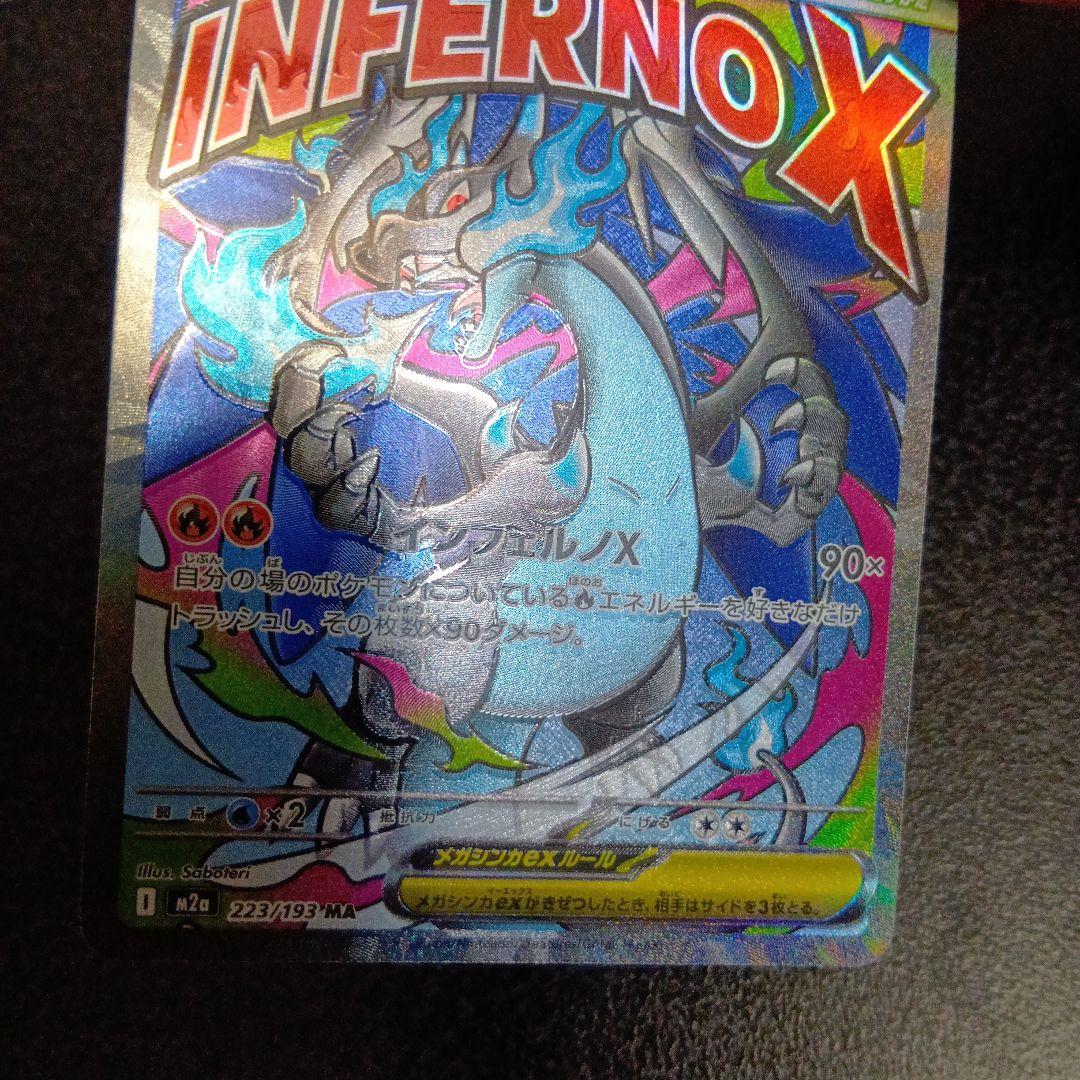 INFERNO X
インフェルノX 90×
自分の場のポケモンについているエネルギーを好きなだけ
トラッシュし、その枚数×90ダメージ。
弱点 ×2 抵抗力 にげる
メガシンカexルール
メガシンカexがきぜつしたとき、相手はサイドを3枚とる。
Illus. Saboteri
I M2a 223/193 MA